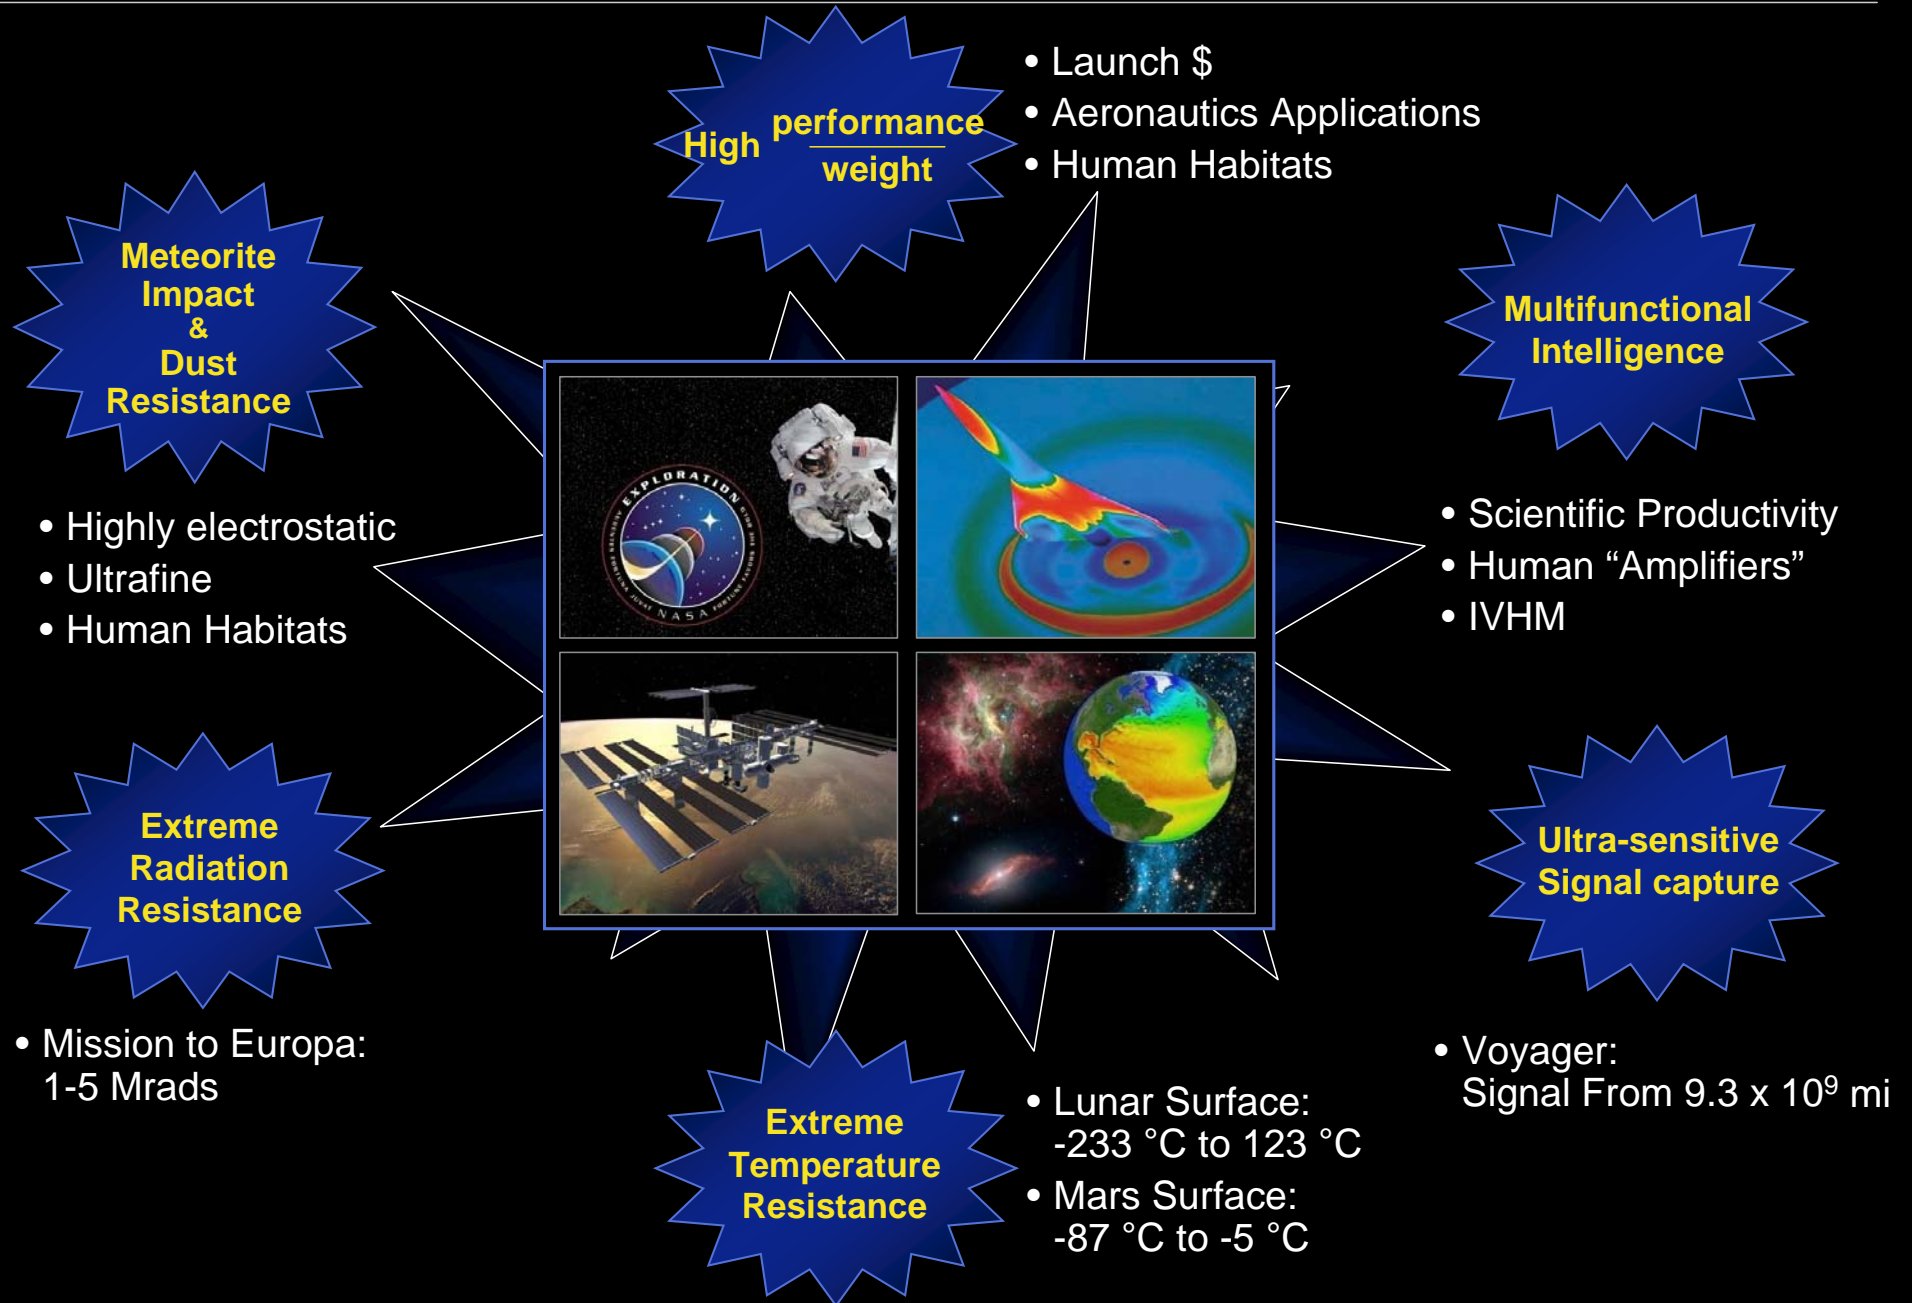 High performance
weight
• Launch $
• Aeronautics Applications
• Human Habitats
Meteorite
Impact
&
Dust
Resistance
• Highly electrostatic
• Ultrafine
• Human Habitats
Multifunctional
Intelligence
• Scientific Productivity
• Human “Amplifiers”
• IVHM
EXPLORATION
NASA
Extreme
Radiation
Resistance
• Mission to Europa:
1-5 Mrads
Ultra-sensitive
Signal capture
• Voyager:
Signal From 9.3 x 10⁹ mi
Extreme
Temperature
Resistance
• Lunar Surface:
-233 °C to 123 °C
• Mars Surface:
-87 °C to -5 °C